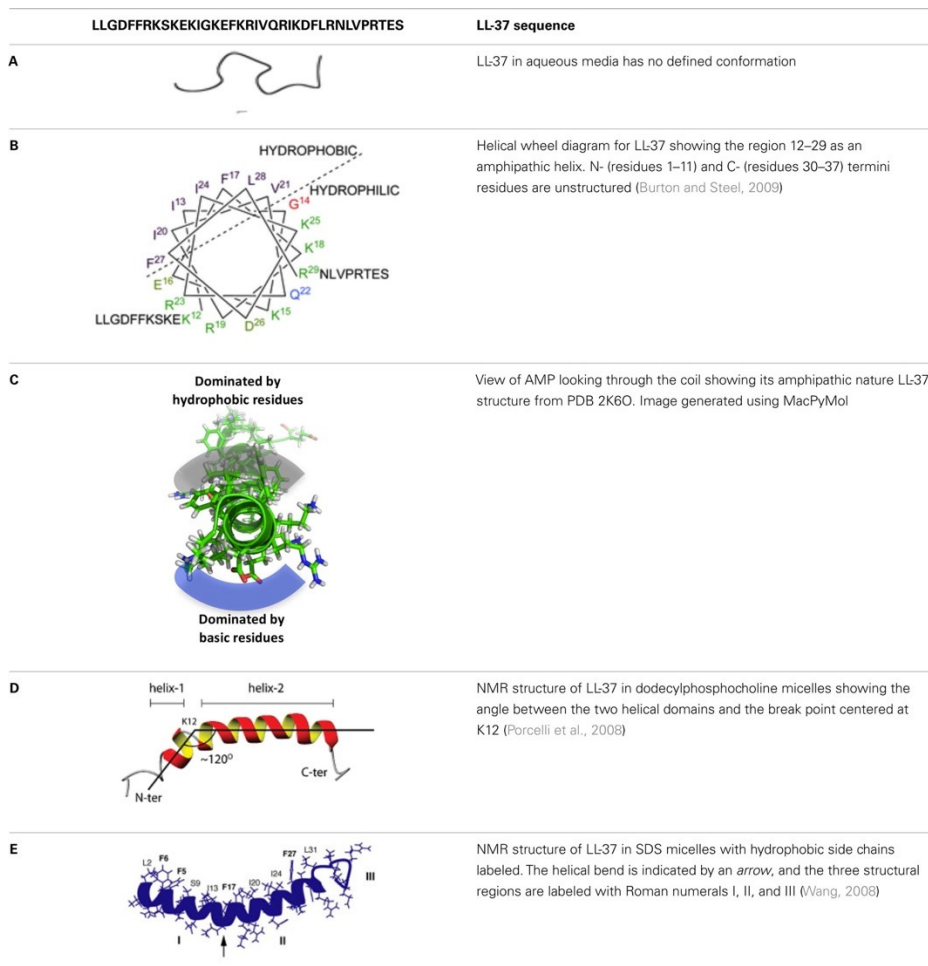 LLGDFFRKSKEKIGKEFKRIVQRIKDFLRNLVPRTES
LL-37 sequence
A
LL-37 in aqueous media has no defined conformation
B
HYDROPHOBIC
HYDROPHILIC
I24 F17 L28 V21
I13 G14
I20 K25
F27 K18
E16 R29NLVPRTES
R23 Q22
LLGDFFKSKEK12 R19 D26 K15
Helical wheel diagram for LL-37 showing the region 12–29 as an
amphipathic helix. N- (residues 1–11) and C- (residues 30–37) termini
residues are unstructured (Burton and Steel, 2009)
C
Dominated by
hydrophobic residues
Dominated by
basic residues
View of AMP looking through the coil showing its amphipathic nature LL-37
structure from PDB 2K6O. Image generated using MacPyMol
D
helix-1 helix-2
K12
~120°
C-ter
N-ter
NMR structure of LL-37 in dodecylphosphocholine micelles showing the
angle between the two helical domains and the break point centered at
K12 (Porcelli et al., 2008)
E
L2 F6 F5 S9 I13 F17 I20 I24 F27 L31
I II III
NMR structure of LL-37 in SDS micelles with hydrophobic side chains
labeled. The helical bend is indicated by an arrow, and the three structural
regions are labeled with Roman numerals I, II, and III (Wang, 2008)